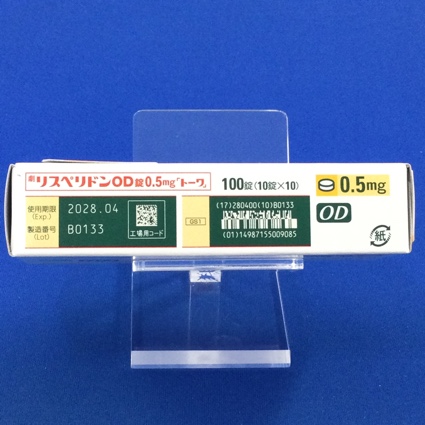 劇 リスペリドンOD錠0.5mg「トーワ」
100錠(10錠×10)
0.5mg
OD
使用期限
(Exp.)
2028.04
製造番号
(Lot)
B0133
工場用コード
GB1
(17)280400(10)B0133
(01)14987155009085
紙